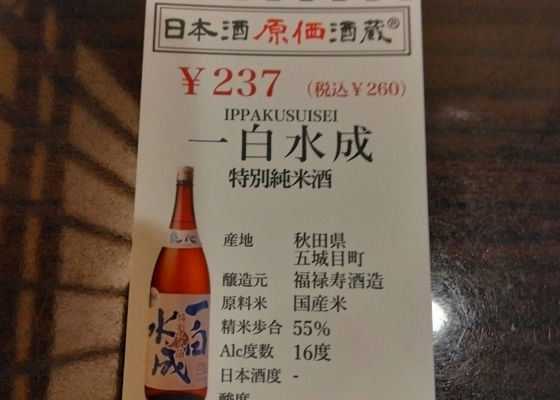 日本酒原価酒蔵®
￥237 (税込￥260)
IPPAKUSUISEI
一白水成
特別純米酒
産地 秋田県
五城目町
醸造元 福禄寿酒造
原料米 国産米
精米歩合 55%
Alc度数 16度
日本酒度 -
酸度
一白
水成